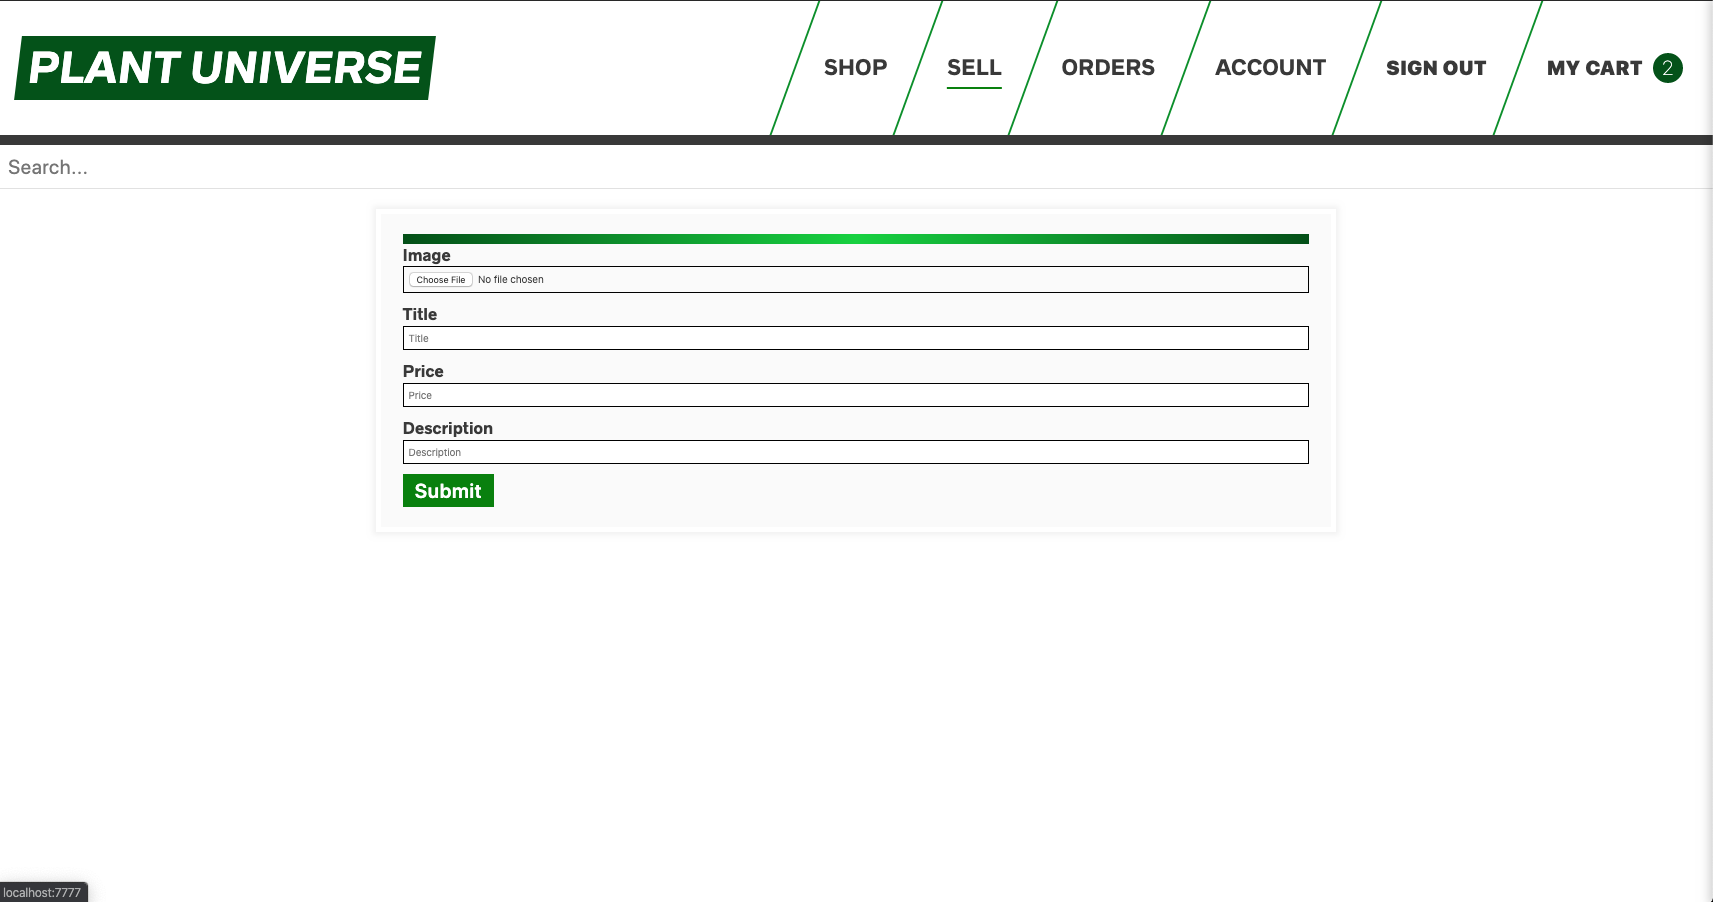 PLANT UNIVERSE
SHOP
SELL
ORDERS
ACCOUNT
SIGN OUT
MY CART 2
Search...
Image
Choose File No file chosen
Title
Title
Price
Price
Description
Description
Submit
localhost:7777